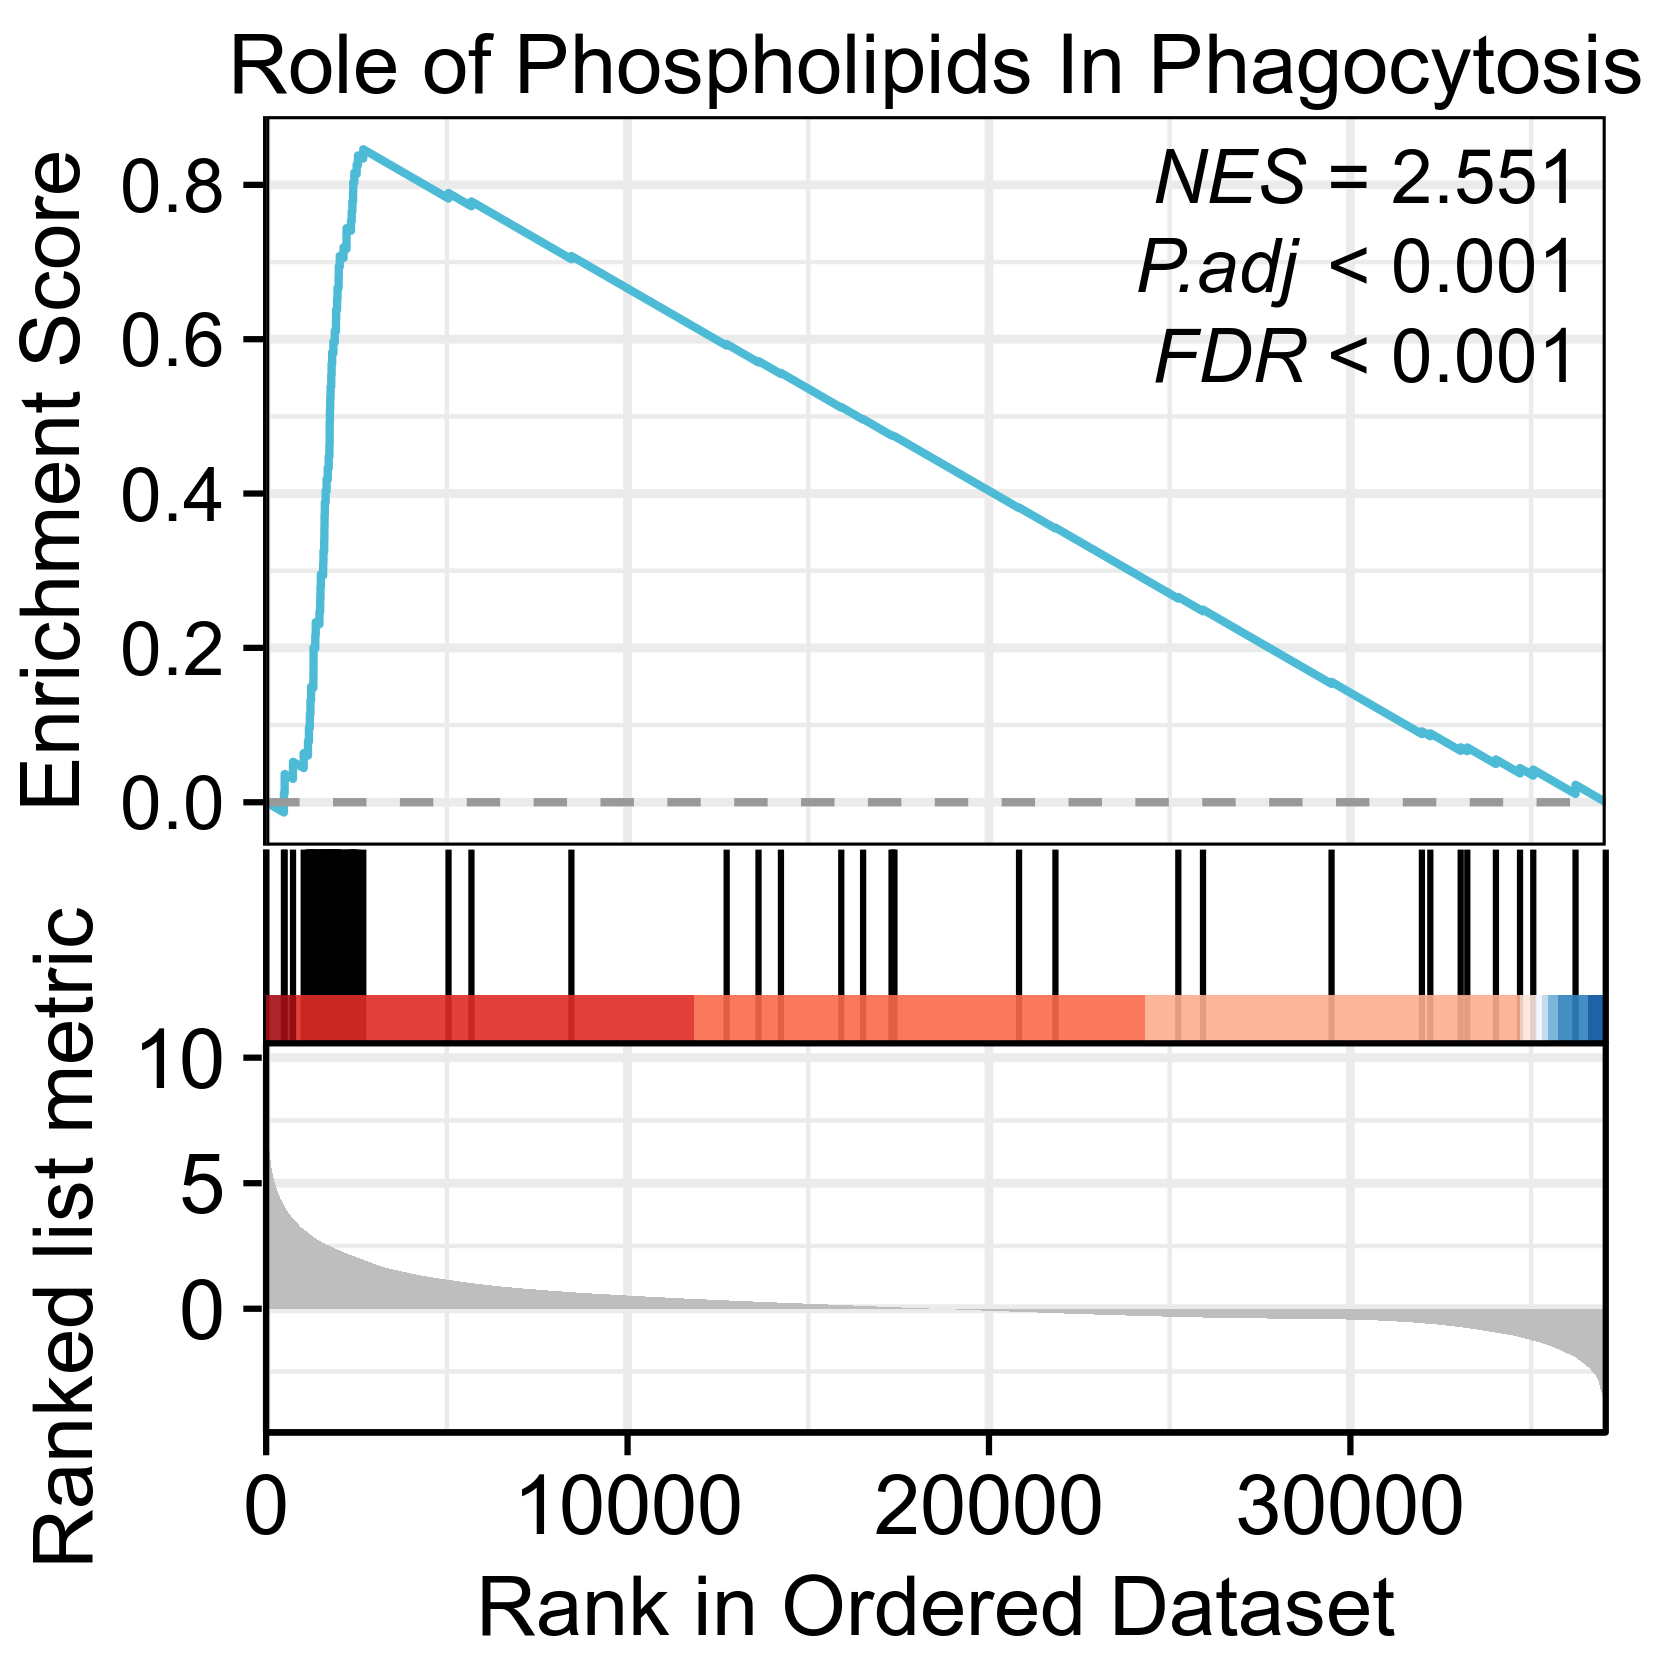 Role of Phospholipids In Phagocytosis
NES = 2.551
P.adj < 0.001
FDR < 0.001
Enrichment Score
0.8
0.6
0.4
0.2
0.0
Ranked list metric
10
5
0
0 10000 20000 30000
Rank in Ordered Dataset